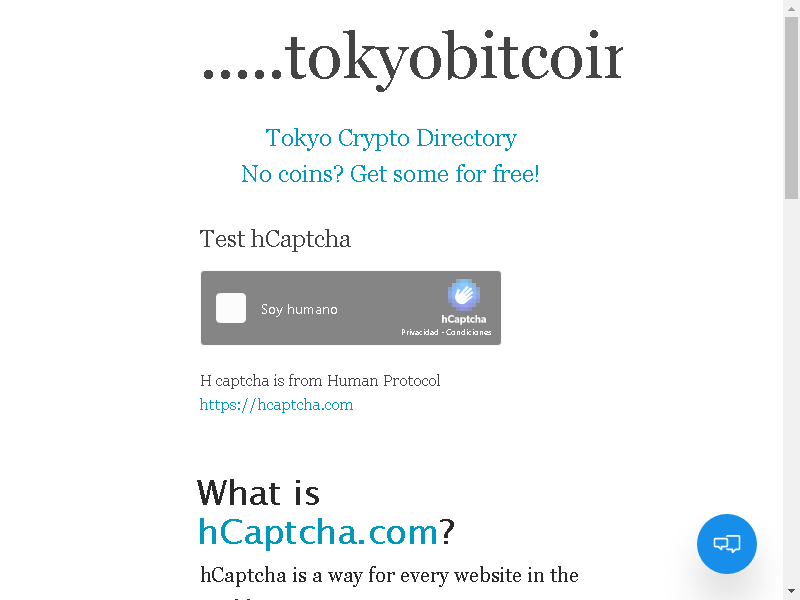 .....tokyobitcoin
Tokyo Crypto Directory
No coins? Get some for free!
Test hCaptcha
Soy humano
hCaptcha
Privacidad - Condiciones
H captcha is from Human Protocol
https://hcaptcha.com
What is
hCaptcha.com?
hCaptcha is a way for every website in the